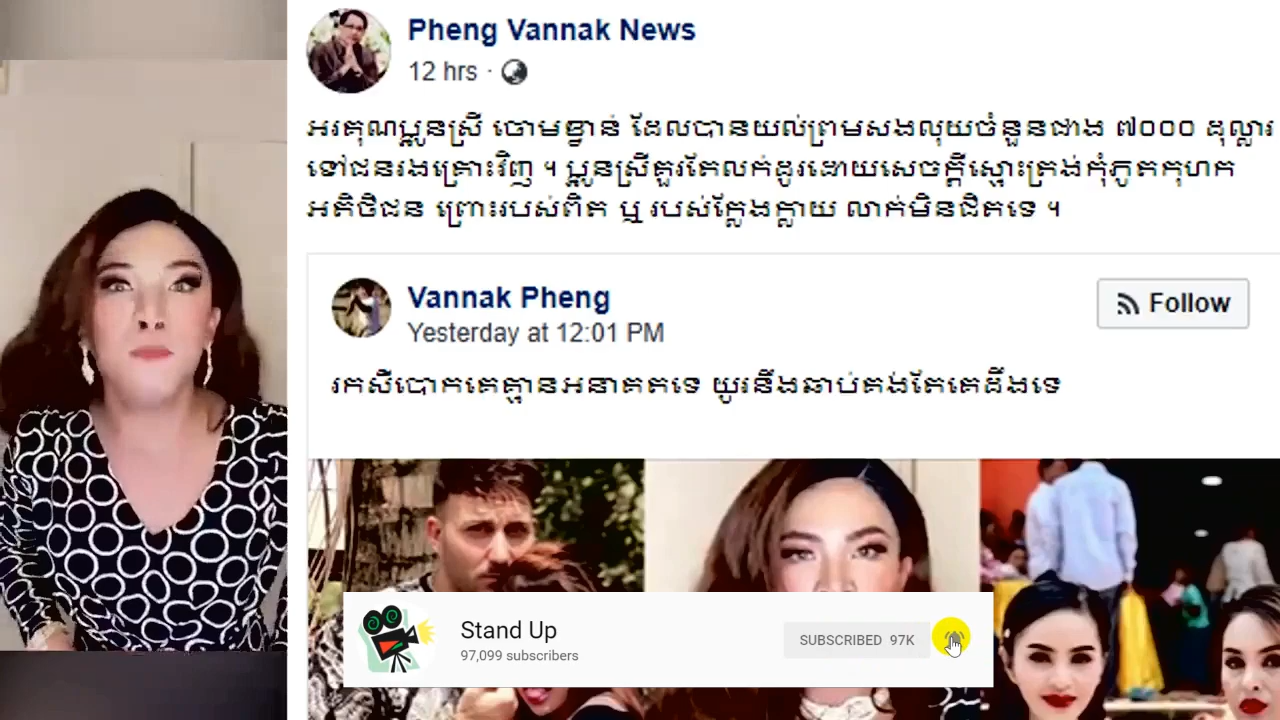 Pheng Vannak News
12 hrs ·
អរគុណប្អូនស្រី ចោមខ្វាន់ ដែលបានយល់ព្រមសងលុយចំនួនជាង ៧០០០ ដុល្លារ
ទៅជនរងគ្រោះវិញ ។ ប្អូនស្រីគួរតែលក់ដូរដោយសេចក្តីស្មោះត្រង់កុំភូតកុហក
អតិថិជន ព្រោះរបស់ពិត ឬ របស់ក្លែងក្លាយ លាក់មិនជិតទេ ។
Vannak Pheng
Follow
Yesterday at 12:01 PM
រកស៊ីបោកគេគ្មានអនាគតទេ យូរនឹងឆាប់គង់តែគេដឹងទេ
Stand Up
97,099 subscribers
SUBSCRIBED 97K